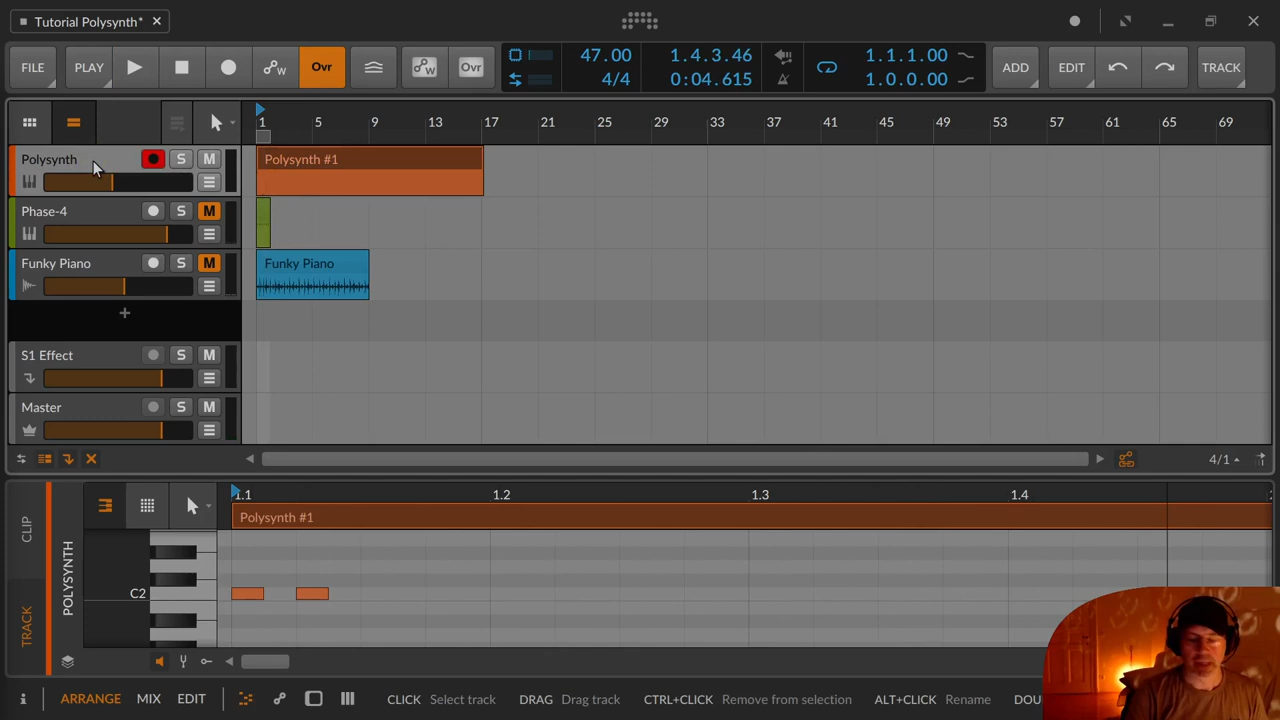 Tutorial Polysynth*
FILE
PLAY
Ovr
Ovr
47.00
4/4
1.4.3.46
0:04.615
1.1.1.00
1.0.0.00
ADD
EDIT
TRACK
1 5 9 13 17 21 25 29 33 37 41 45 49 53 57 61 65 69
Polysynth S M
Polysynth #1
Phase-4 S M
Funky Piano S M
Funky Piano
+
S1 Effect S M
Master S M
4/1
CLIP
TRACK
POLYSYNTH
1.1 1.2 1.3 1.4
Polysynth #1
C2
ARRANGE MIX EDIT CLICK Select track DRAG Drag track CTRL+CLICK Remove from selection ALT+CLICK Rename DOU